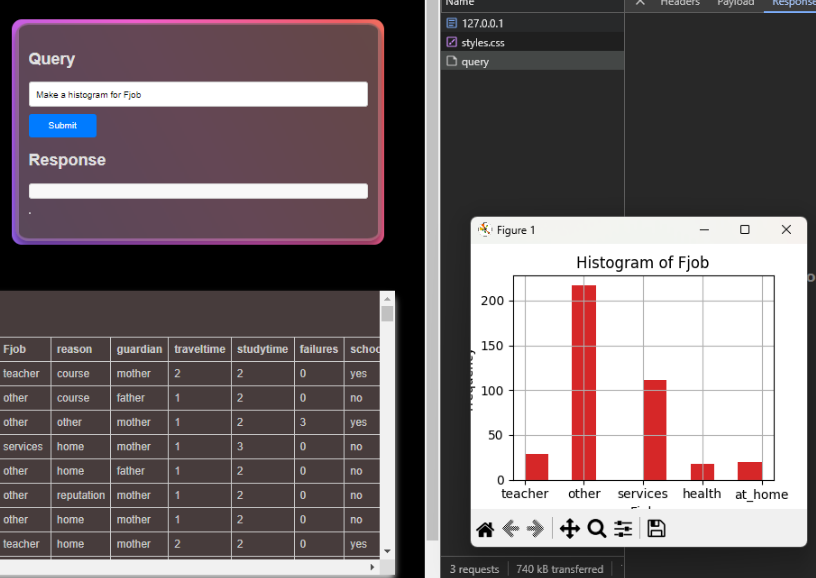 Query
Make a histogram for Fjob
Submit
Response
.
Fjob reason guardian traveltime studytime failures
teacher course mother 2 2 0 yes
other course father 1 2 0 no
other other mother 1 2 3 yes
services home mother 1 3 0 no
other home father 1 2 0 no
other reputation mother 1 2 0 no
other home mother 1 2 0 no
teacher home mother 2 2 0 yes
Name
127.0.0.1
styles.css
query
Headers Payload Response
Figure 1
Histogram of Fjob
200
150
100
50
0
teacher other services health at_home
3 requests 740 kB transferred